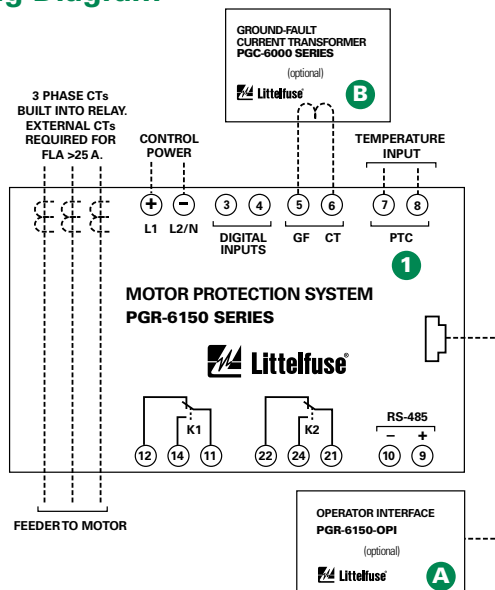 g Diagram
GROUND-FAULT
CURRENT TRANSFORMER
PGC-6000 SERIES
(optional)
Littelfuse®
B
3 PHASE CTs
BUILT INTO RELAY.
EXTERNAL CTs
REQUIRED FOR
FLA >25 A.
CONTROL
POWER
TEMPERATURE
INPUT
+ − 3 4 5 6 7 8
L1 L2/N
DIGITAL
INPUTS
GF CT
PTC
1
MOTOR PROTECTION SYSTEM
PGR-6150 SERIES
Littelfuse®
K1
K2
RS-485
− +
12 14 11 22 24 21 10 9
FEEDER TO MOTOR
OPERATOR INTERFACE
PGR-6150-OPI
(optional)
Littelfuse®
A